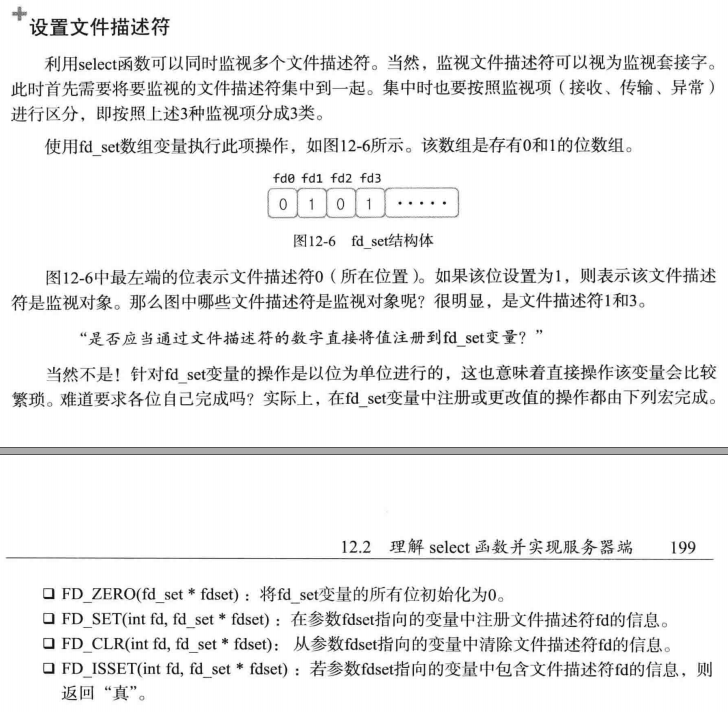 设置文件描述符
利用select函数可以同时监视多个文件描述符。当然，监视文件描述符可以视为监视套接字。
此时首先需要将要监视的文件描述符集中到一起。集中时也要按照监视项（接收、传输、异常）
进行区分，即按照上述3种监视项分成3类。
使用fd_set数组变量执行此项操作，如图12-6所示。该数组是存有0和1的位数组。
fd0 fd1 fd2 fd3
0 1 0 1 ·····
图12-6 fd_set结构体
图12-6中最左端的位表示文件描述符0（所在位置）。如果该位设置为1，则表示该文件描述
符是监视对象。那么图中哪些文件描述符是监视对象呢？很明显，是文件描述符1和3。
“是否应当通过文件描述符的数字直接将值注册到fd_set变量？”
当然不是！针对fd_set变量的操作是以位为单位进行的，这也意味着直接操作该变量会比较
繁琐。难道要求各位自己完成吗？实际上，在fd_set变量中注册或更改值的操作都由下列宏完成。
12.2 理解 select 函数并实现服务器端 199
❑ FD_ZERO(fd_set * fdset)：将fd_set变量的所有位初始化为0。
❑ FD_SET(int fd, fd_set * fdset)：在参数fdset指向的变量中注册文件描述符fd的信息。
❑ FD_CLR(int fd, fd_set * fdset)：从参数fdset指向的变量中清除文件描述符fd的信息。
❑ FD_ISSET(int fd, fd_set * fdset)：若参数fdset指向的变量中包含文件描述符fd的信息，则
返回“真”。